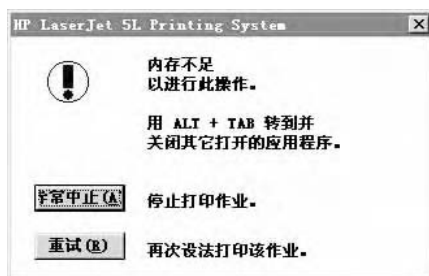 HP LaserJet 5L Printing System
内存不足
以进行此操作。
用 ALT + TAB 转到并
关闭其它打开的应用程序。
常中止(A)
停止打印作业。
重试(R)
再次设法打印该作业。